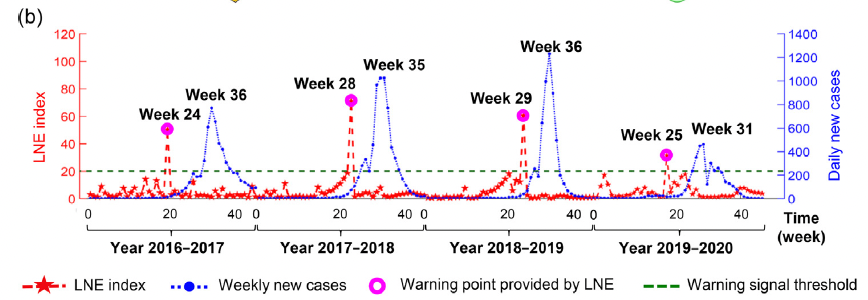 (b)
LNE index
120
100
80
60
40
20
0
Week 24
Week 36
Week 28
Week 35
Week 29
Week 36
Week 25
Week 31
1400
1200
1000
800
600
400
200
0
Daily new cases
0 20 40 0 20 40 0 20 40 0 20 40
Time
(week)
Year 2016–2017 Year 2017–2018 Year 2018–2019 Year 2019–2020
LNE index Weekly new cases Warning point provided by LNE Warning signal threshold